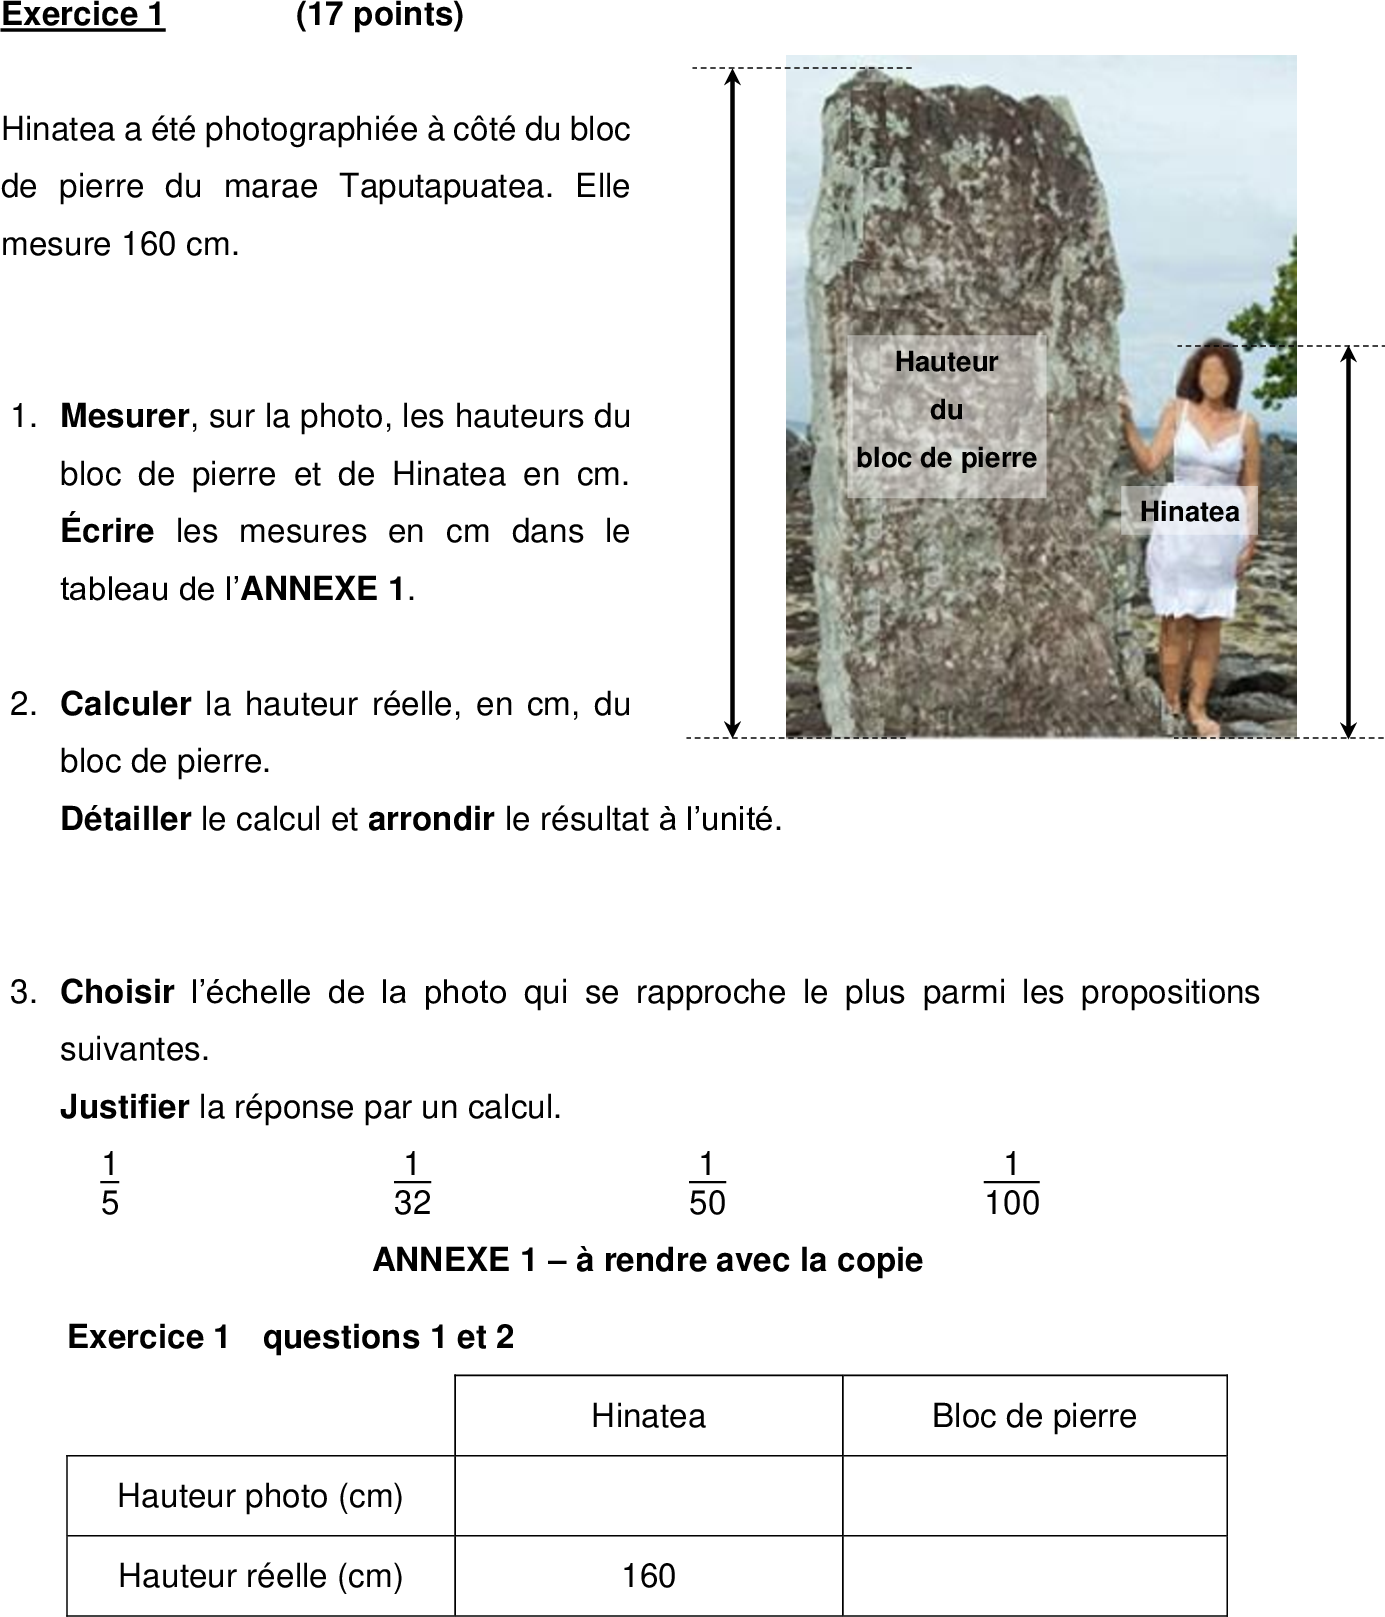 Exercice 1 (17 points)
Hinatea a été photographiée à côté du bloc
de pierre du marae Taputapuatea. Elle
mesure 160 cm.
Hauteur
du
bloc de pierre
Hinatea
1. Mesurer, sur la photo, les hauteurs du
bloc de pierre et de Hinatea en cm.
Écrire les mesures en cm dans le
tableau de l’ANNEXE 1.
2. Calculer la hauteur réelle, en cm, du
bloc de pierre.
Détailler le calcul et arrondir le résultat à l’unité.
3. Choisir l’échelle de la photo qui se rapproche le plus parmi les propositions
suivantes.
Justifier la réponse par un calcul.
1/5 1/32 1/50 1/100
ANNEXE 1 – à rendre avec la copie
Exercice 1 questions 1 et 2
Hinatea Bloc de pierre
Hauteur photo (cm)
Hauteur réelle (cm) 160